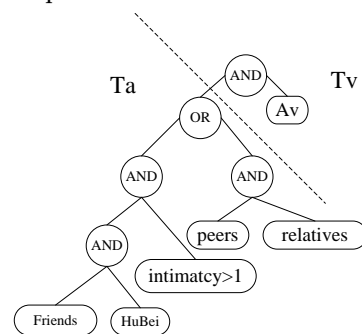 AND
Tv
Ta
Av
OR
AND
AND
peers
relatives
AND
intimatcy>1
Friends
HuBei